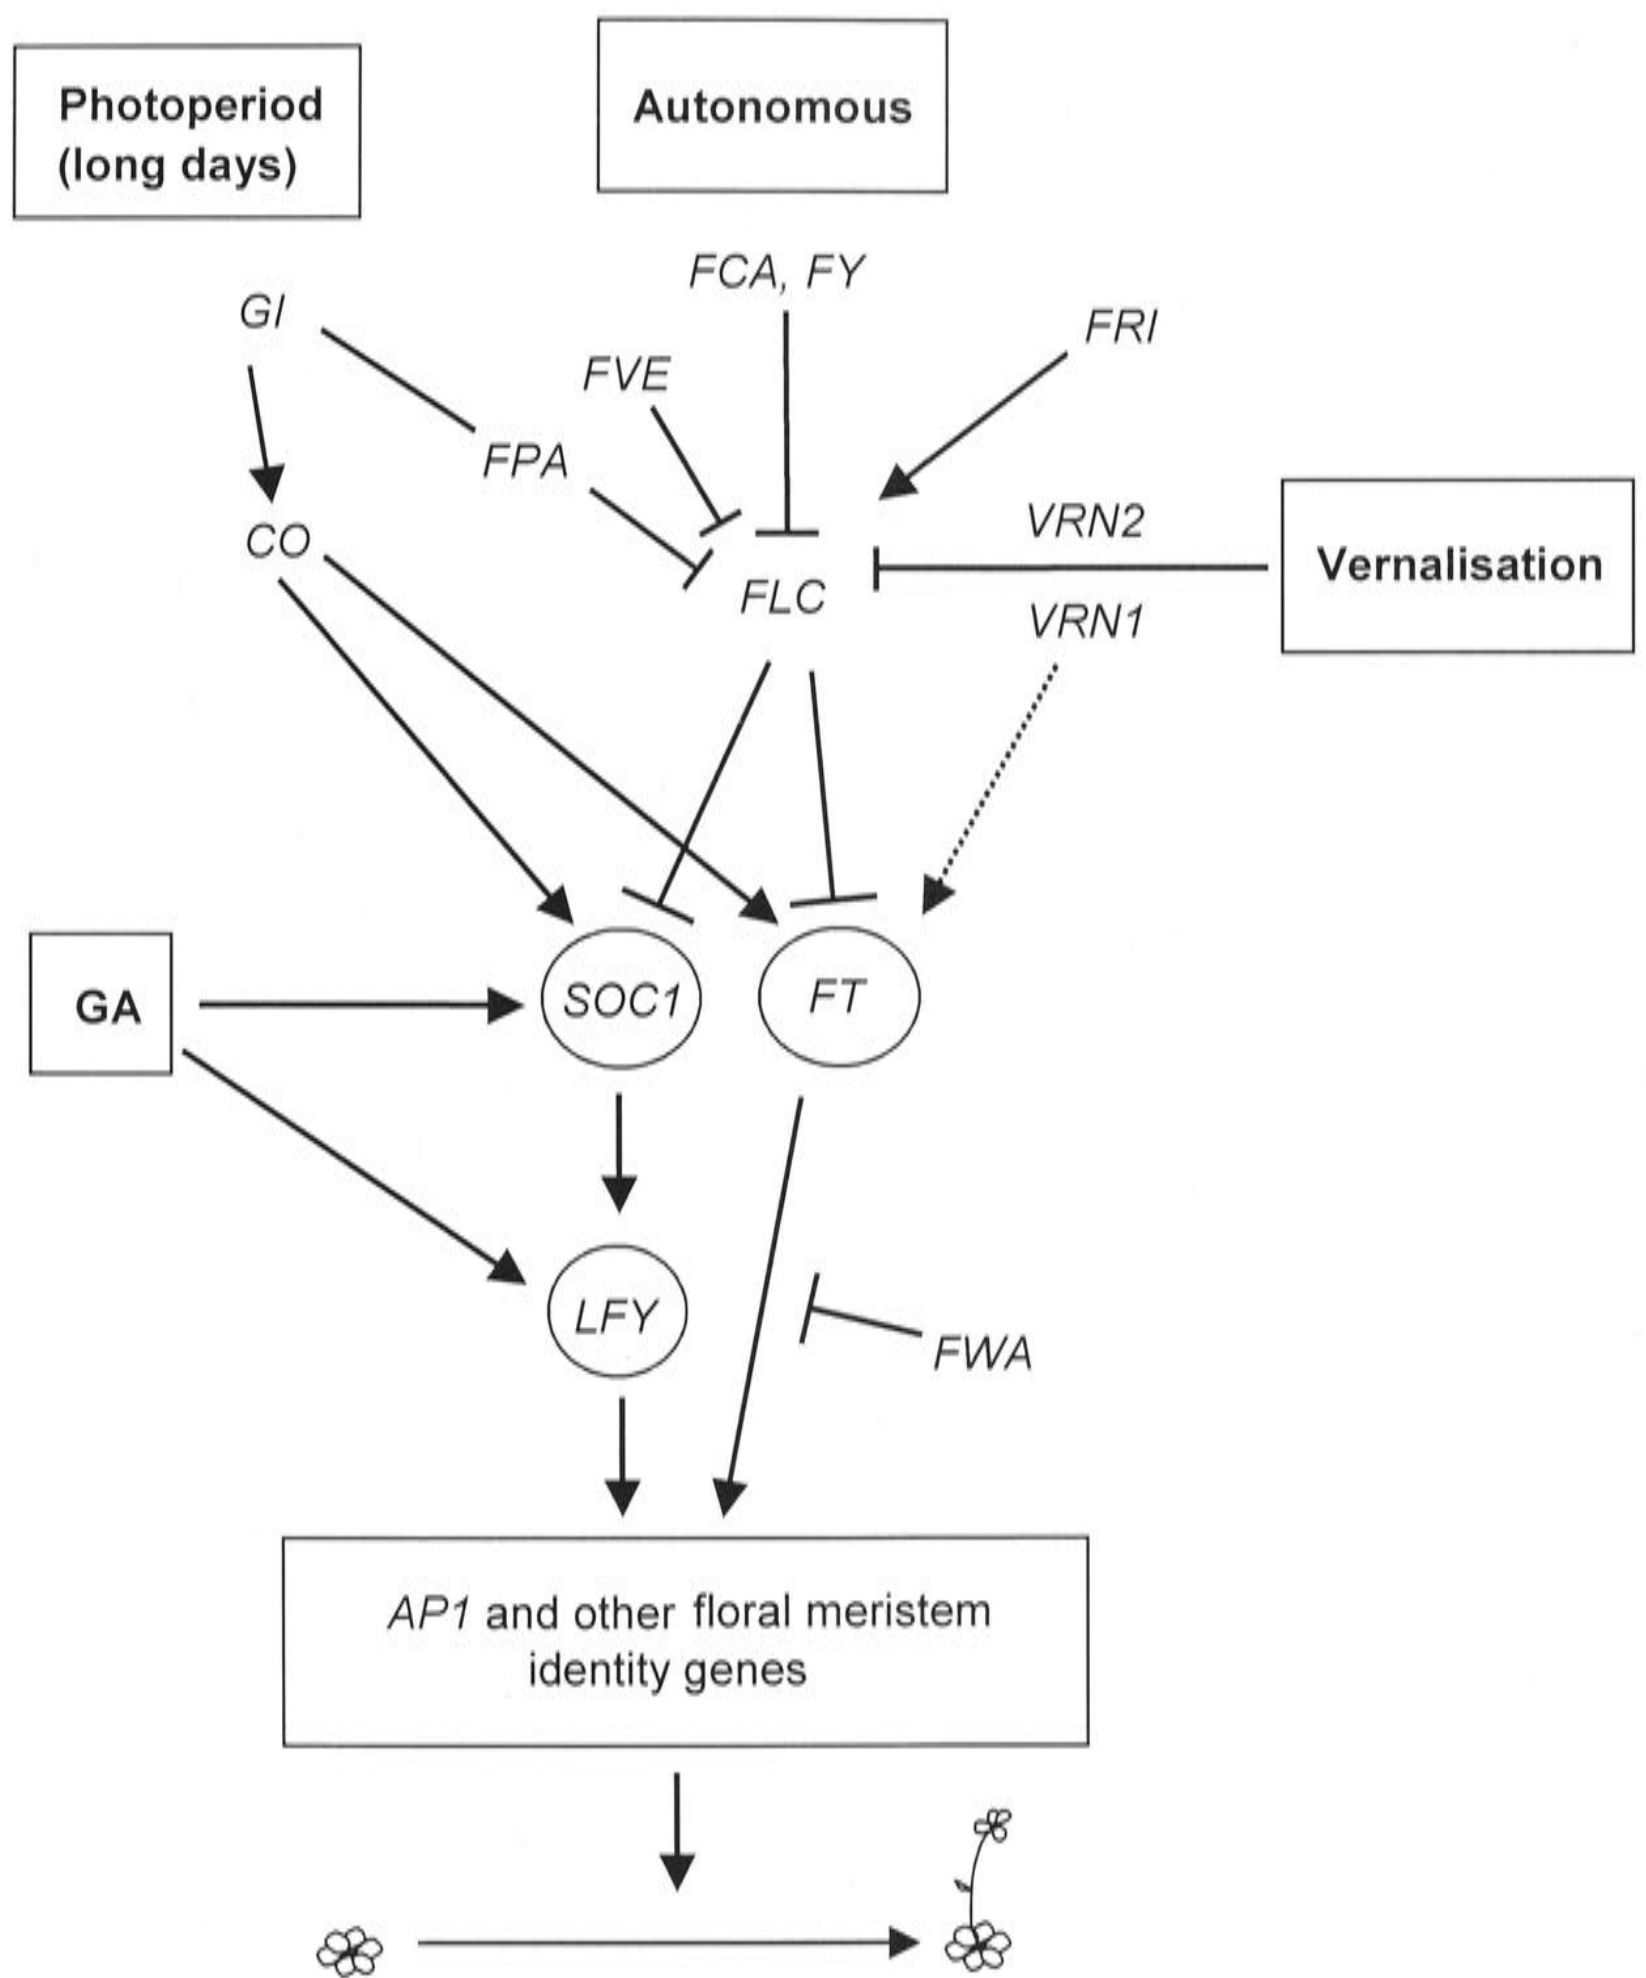 Photoperiod
(long days)
Autonomous
FCA, FY
GI
FRI
FVE
FPA
VRN2
CO
Vernalisation
FLC
VRN1
GA
SOC1
FT
LFY
FWA
AP1 and other floral meristem
identity genes